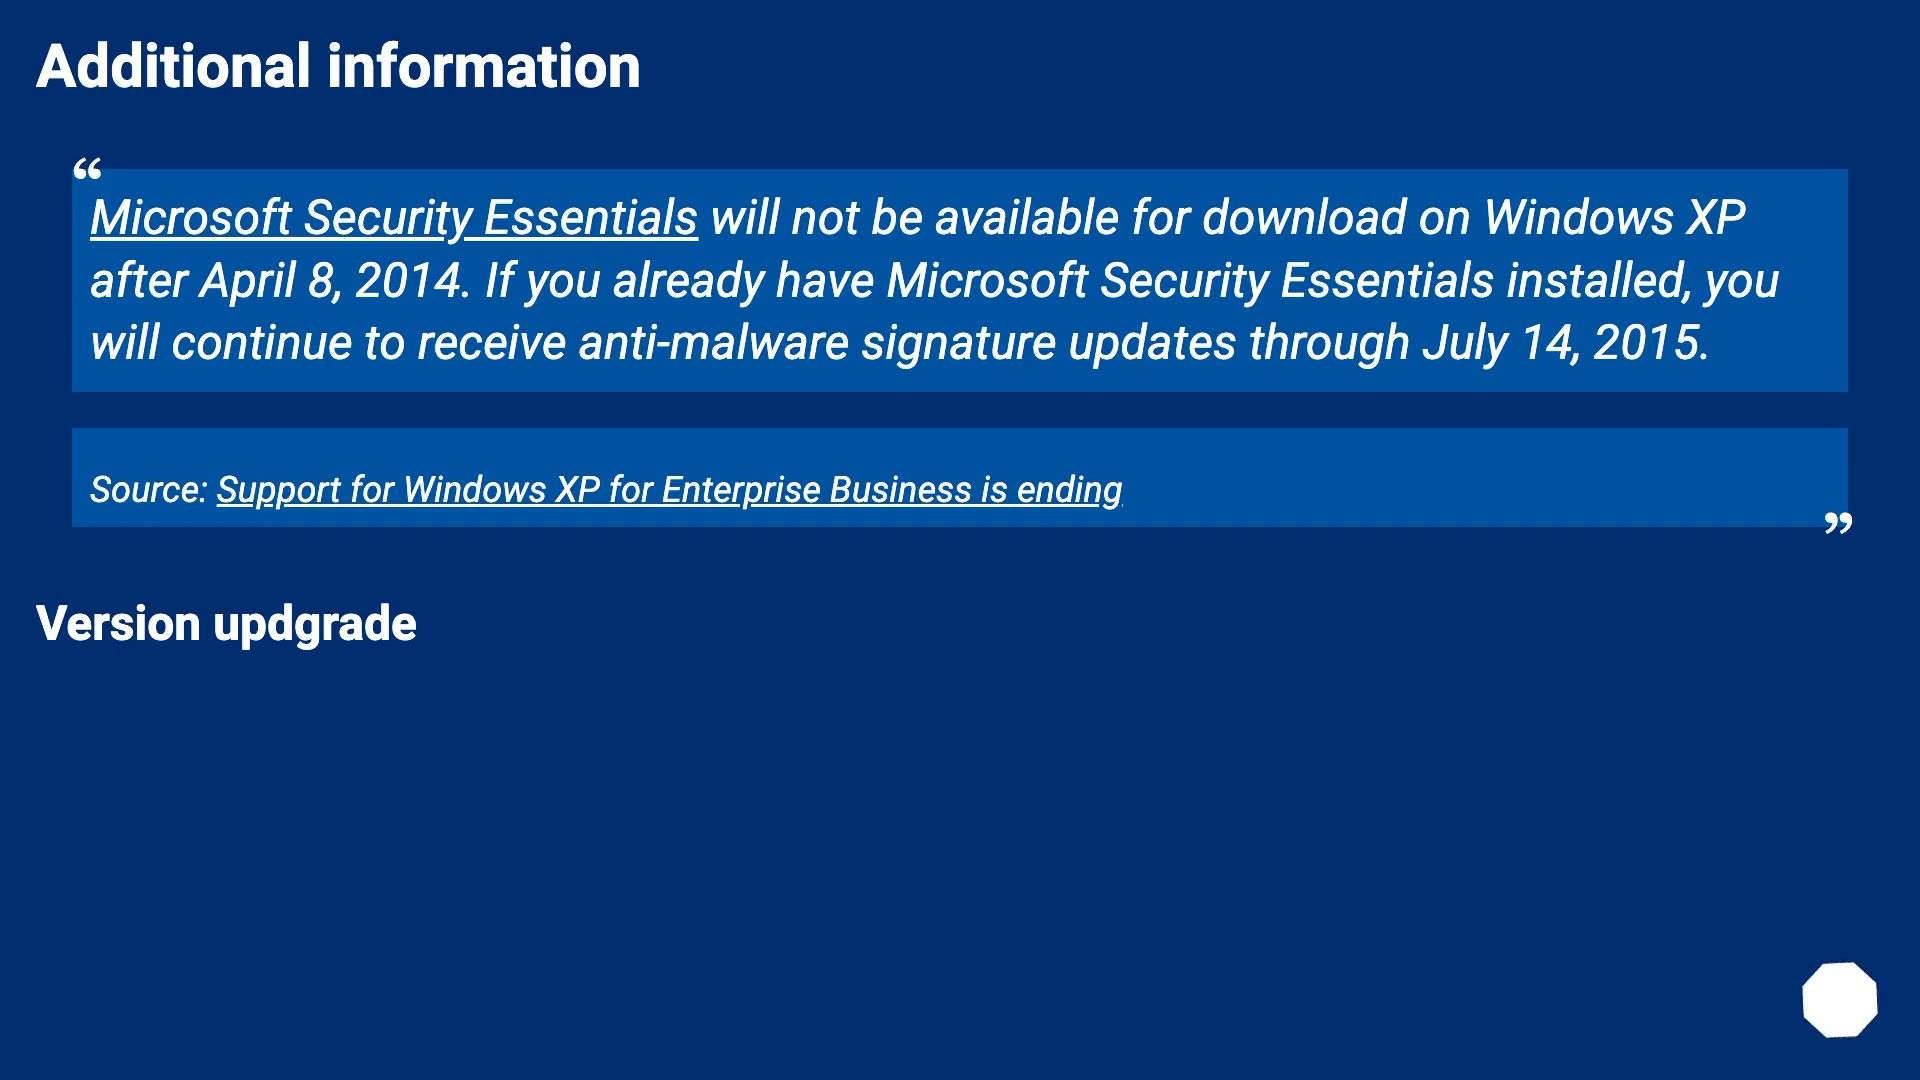 Additional information
“
Microsoft Security Essentials will not be available for download on Windows XP
after April 8, 2014. If you already have Microsoft Security Essentials installed, you
will continue to receive anti-malware signature updates through July 14, 2015.
Source: Support for Windows XP for Enterprise Business is ending
”
Version updgrade